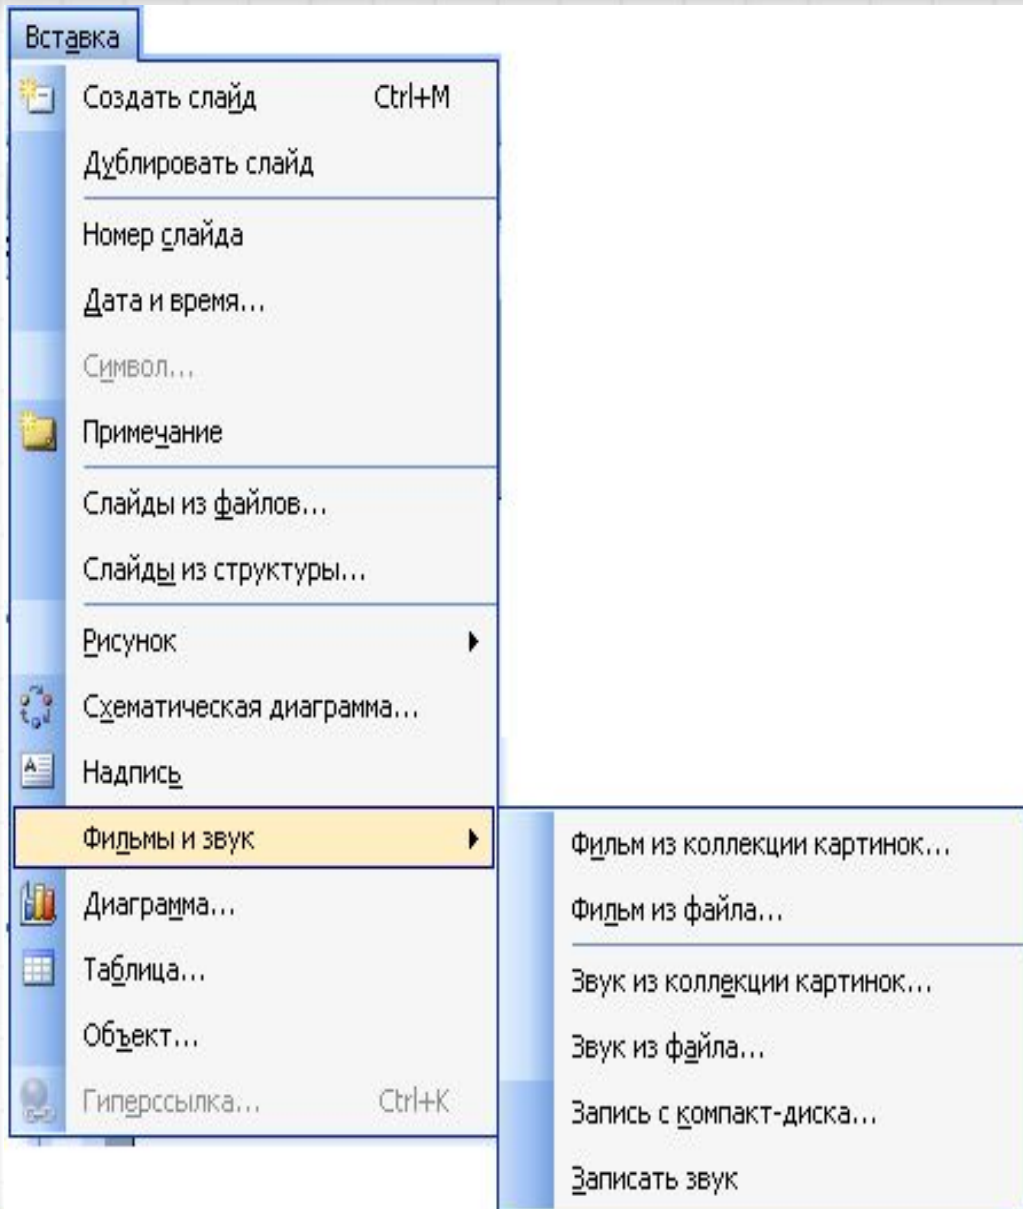 Вставка
Создать слайд Ctrl+M
Дублировать слайд
Номер слайда
Дата и время...
Символ...
Примечание
Слайды из файлов...
Слайды из структуры...
Рисунок
Схематическая диаграмма...
Надпись
Фильмы и звук
Диаграмма...
Таблица...
Объект...
Гиперссылка... Ctrl+K
Фильм из коллекции картинок...
Фильм из файла...
Звук из коллекции картинок...
Звук из файла...
Запись с компакт-диска...
Записать звук